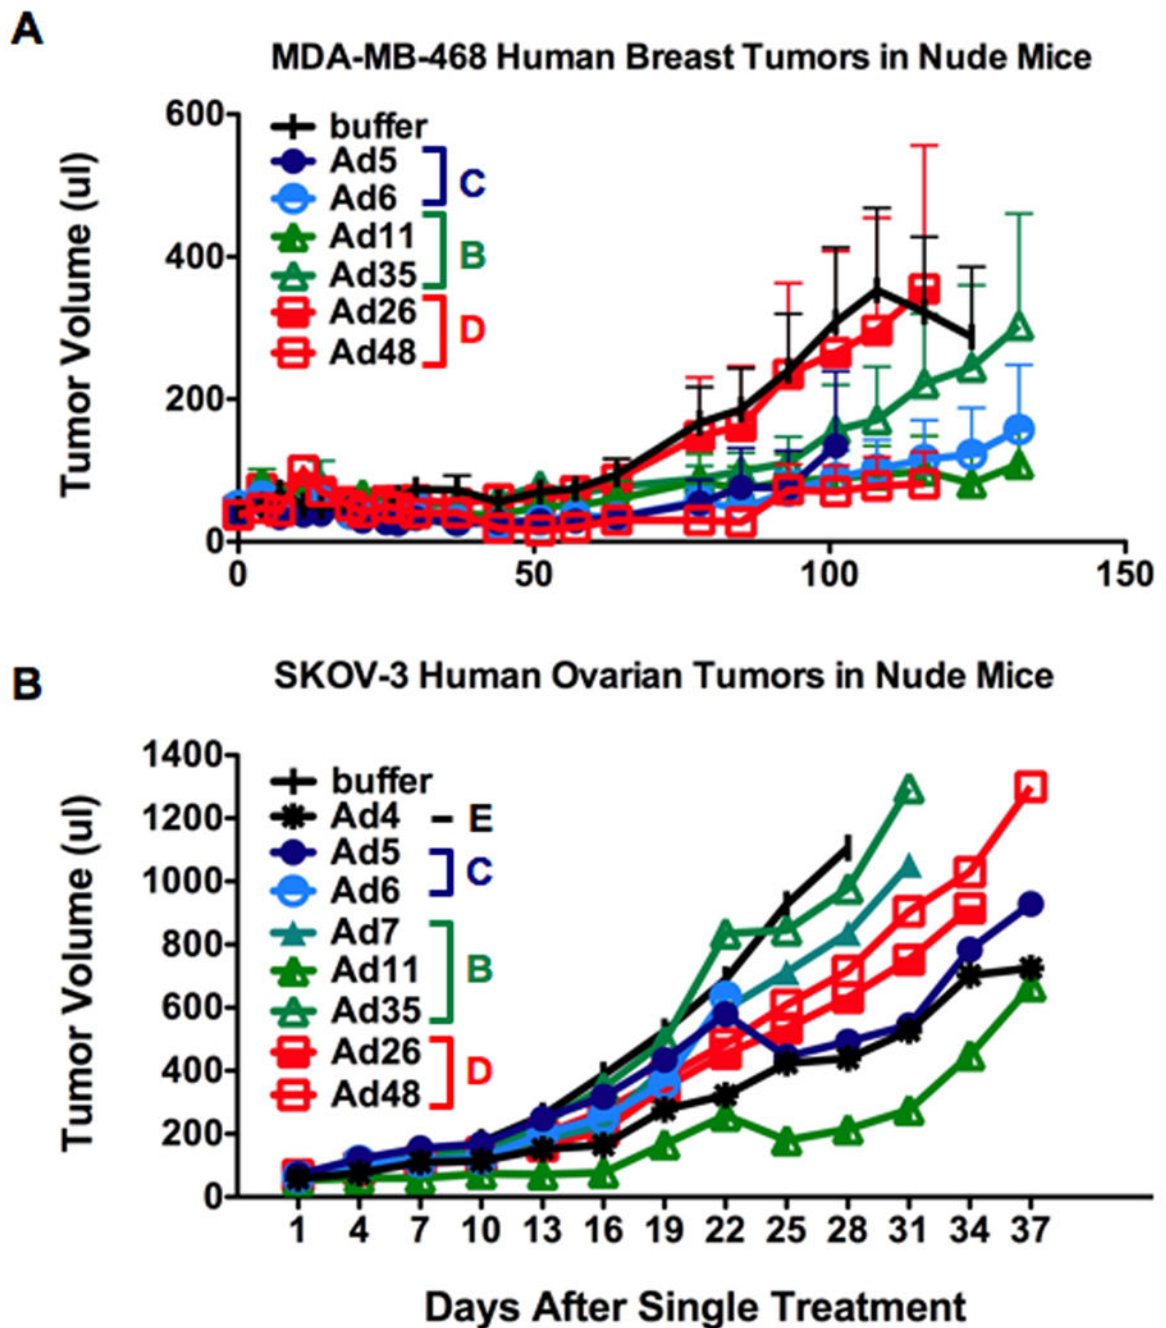 A
MDA-MB-468 Human Breast Tumors in Nude Mice
Tumor Volume (ul)
600
400
200
0
buffer
Ad5
Ad6
C
Ad11
Ad35
B
Ad26
Ad48
D
0 50 100 150
B
SKOV-3 Human Ovarian Tumors in Nude Mice
Tumor Volume (ul)
1400
1200
1000
800
600
400
200
0
buffer
Ad4 - E
Ad5
Ad6
C
Ad7
Ad11
Ad35
B
Ad26
Ad48
D
1 4 7 10 13 16 19 22 25 28 31 34 37
Days After Single Treatment